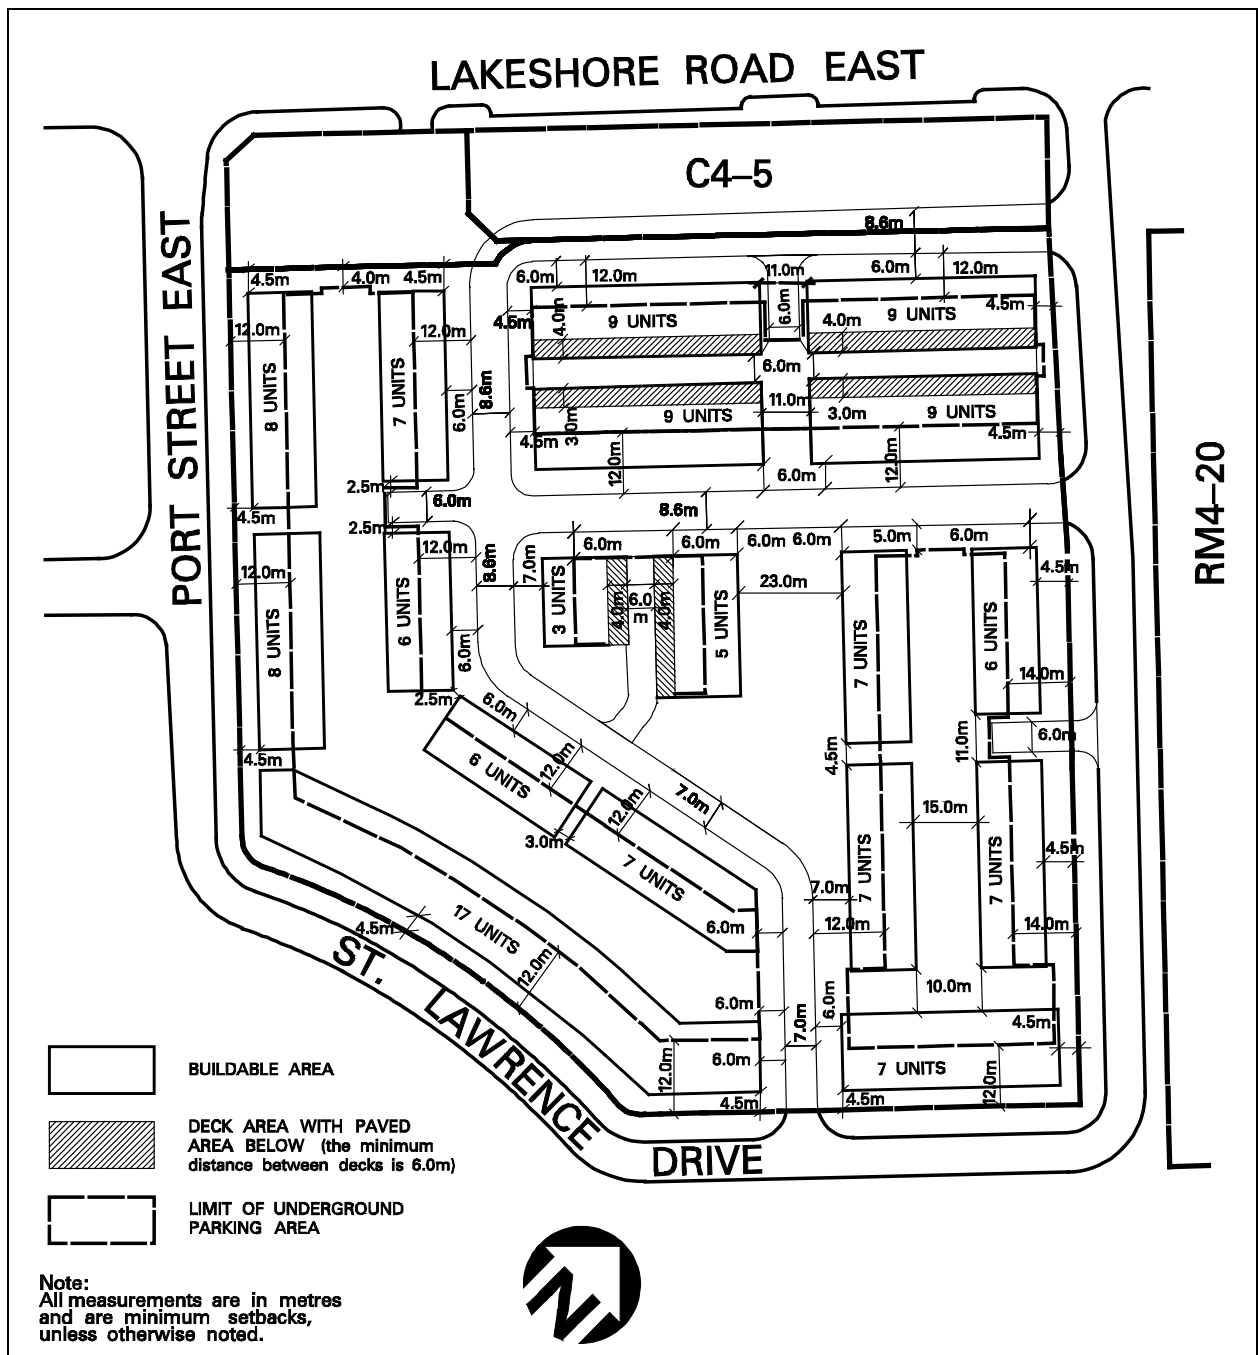 LAKESHORE ROAD EAST
C4–5
PORT STREET EAST
RM4–20
8.6m
4.5m
4.0m
4.5m
6.0m
12.0m
11.0m
6.0m
12.0m
12.0m
12.0m
4.5m
4.0m
9 UNITS
6.0m
4.0m
9 UNITS
4.5m
8 UNITS
7 UNITS
6.0m
8.6m
6.0m
11.0m
3.0m
9 UNITS
9 UNITS
3.0m
4.5m
4.5m
12.0m
6.0m
12.0m
2.5m
6.0m
4.5m
2.5m
8.6m
12.0m
12.0m
8.6m
7.0m
6.0m
6.0m
6.0m
6.0m
5.0m
6.0m
4.5m
8 UNITS
6 UNITS
3 UNITS
4.0m
6.0
m
4.0m
5 UNITS
23.0m
7 UNITS
6 UNITS
6.0m
14.0m
2.5m
6.0m
4.5m
6 UNITS
12.0m
4.5m
11.0m
6.0m
3.0m
12.0m
7.0m
7 UNITS
15.0m
7 UNITS
7 UNITS
4.5m
7.0m
17 UNITS
4.5m
12.0m
6.0m
12.0m
14.0m
6.0m
7.0m
6.0m
10.0m
4.5m
12.0m
6.0m
7 UNITS
12.0m
4.5m
4.5m
ST. LAWRENCE DRIVE
BUILDABLE AREA
DECK AREA WITH PAVED
AREA BELOW (the minimum
distance between decks is 6.0m)
LIMIT OF UNDERGROUND
PARKING AREA
N
Note:
All measurements are in metres
and are minimum setbacks,
unless otherwise noted.